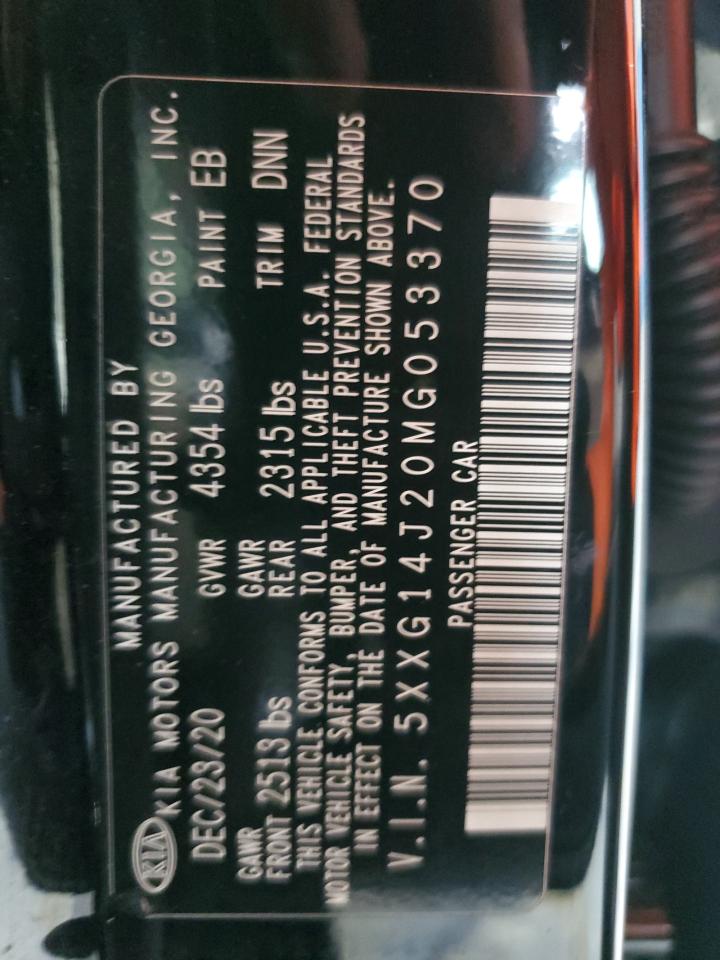 MANUFACTURED BY
KIA KIA MOTORS MANUFACTURING GEORGIA, INC.
DEC/23/20 GVWR 4354 lbs PAINT EB
GAWR FRONT 2513 lbs GAWR REAR 2315 lbs TRIM DNN
THIS VEHICLE CONFORMS TO ALL APPLICABLE U.S.A. FEDERAL
MOTOR VEHICLE SAFETY, BUMPER, AND THEFT PREVENTION STANDARDS
IN EFFECT ON THE DATE OF MANUFACTURE SHOWN ABOVE.
V.I.N. 5XXG14J20MG053370
PASSENGER CAR